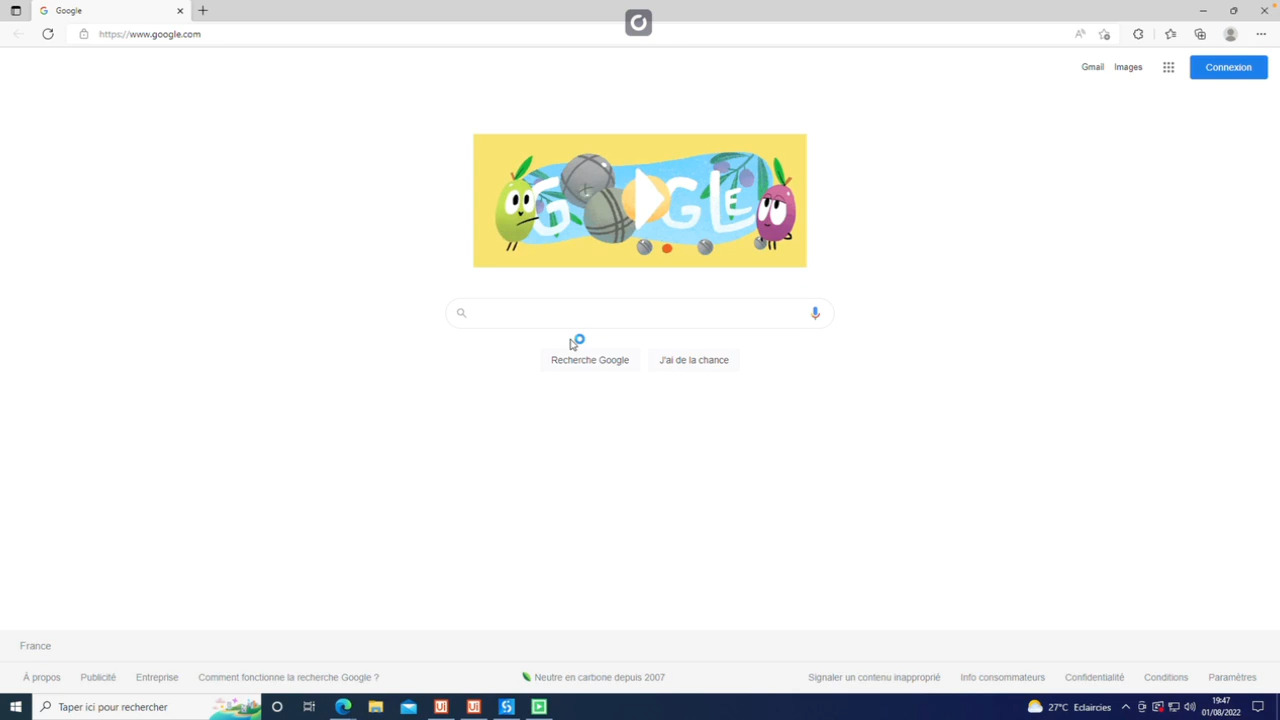 Google
https://www.google.com
Gmail Images Connexion
GOOGLE
Recherche Google J'ai de la chance
France
À propos Publicité Entreprise Comment fonctionne la recherche Google ? Neutre en carbone depuis 2007 Signaler un contenu inapproprié Info consommateurs Confidentialité Conditions Paramètres
Taper ici pour rechercher 27°C Eclaircies 19:47
01/08/2022